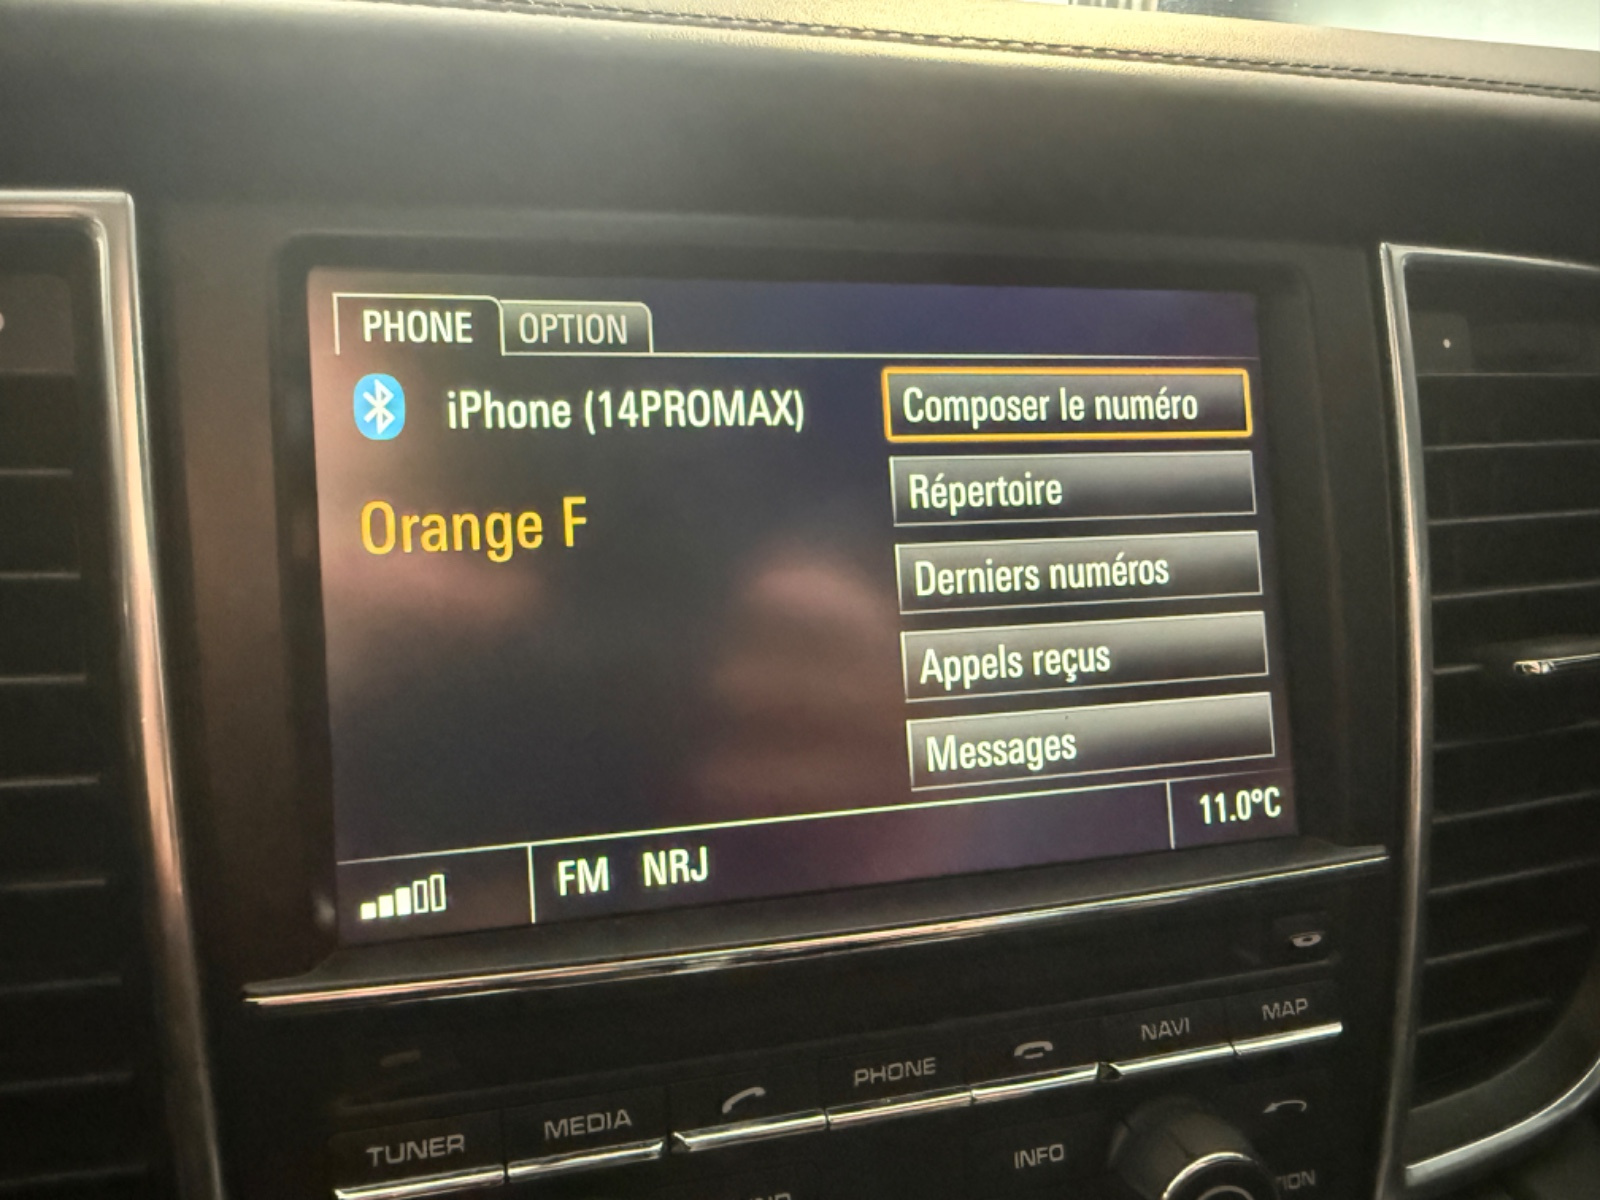 PHONE OPTION
iPhone (14PROMAX)
Orange F
Composer le numéro
Répertoire
Derniers numéros
Appels reçus
Messages
FM NRJ
11.0°C
TUNER
MEDIA
PHONE
NAVI
MAP
INFO